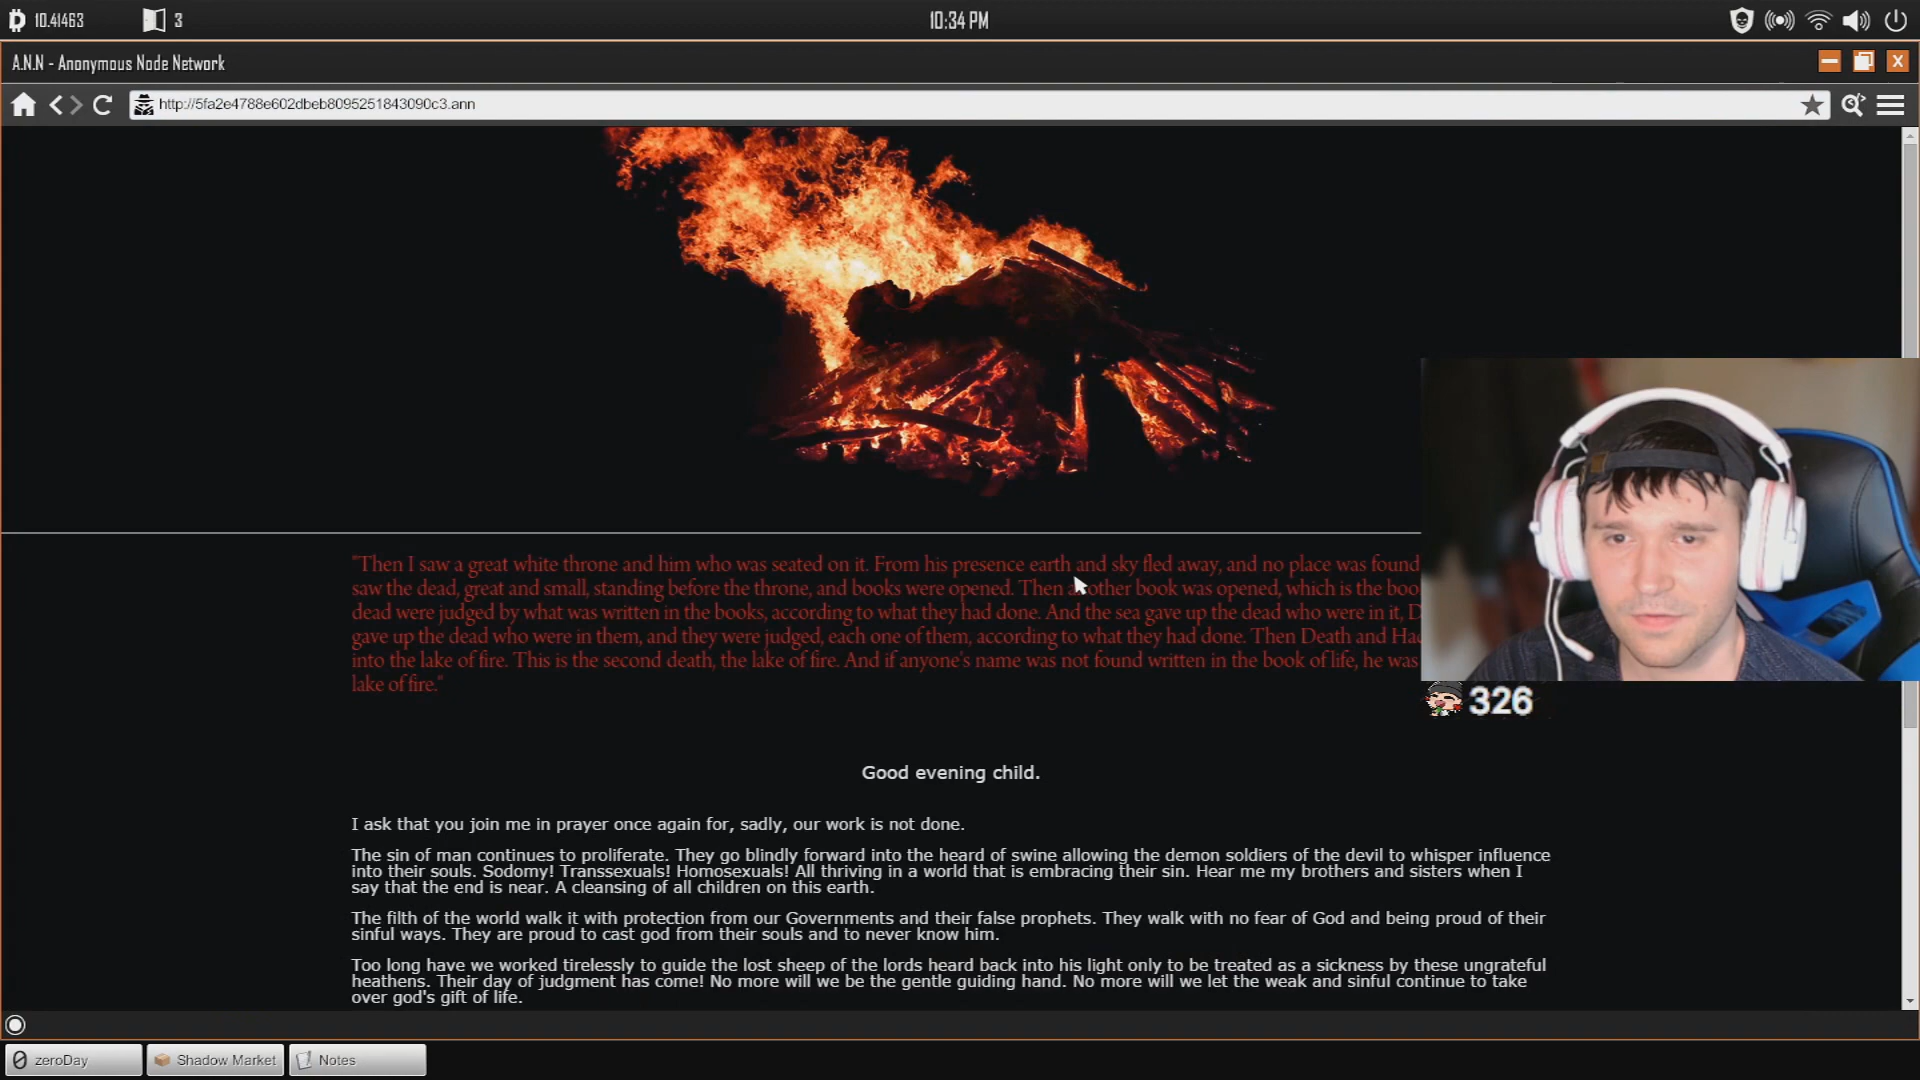 10.41463
3
10:34 PM
A.N.N - Anonymous Node Network
http://5fa2e4788e602dbeb8095251843090c3.ann
"Then I saw a great white throne and him who was seated on it. From his presence earth and sky fled away, and no place was found
saw the dead, great and small, standing before the throne, and books were opened. Then another book was opened, which is the boo
dead were judged by what was written in the books, according to what they had done. And the sea gave up the dead who were in it, D
gave up the dead who were in them, and they were judged, each one of them, according to what they had done. Then Death and Ha
into the lake of fire. This is the second death, the lake of fire. And if anyone's name was not found written in the book of life, he was
lake of fire."
326
Good evening child.
I ask that you join me in prayer once again for, sadly, our work is not done.
The sin of man continues to proliferate. They go blindly forward into the heard of swine allowing the demon soldiers of the devil to whisper influence
into their souls. Sodomy! Transsexuals! Homosexuals! All thriving in a world that is embracing their sin. Hear me my brothers and sisters when I
say that the end is near. A cleansing of all children on this earth.
The filth of the world walk it with protection from our Governments and their false prophets. They walk with no fear of God and being proud of their
sinful ways. They are proud to cast god from their souls and to never know him.
Too long have we worked tirelessly to guide the lost sheep of the lords heard back into his light only to be treated as a sickness by these ungrateful
heathens. Their day of judgment has come! No more will we be the gentle guiding hand. No more will we let the weak and sinful continue to take
over god's gift of life.
zeroDay
Shadow Market
Notes